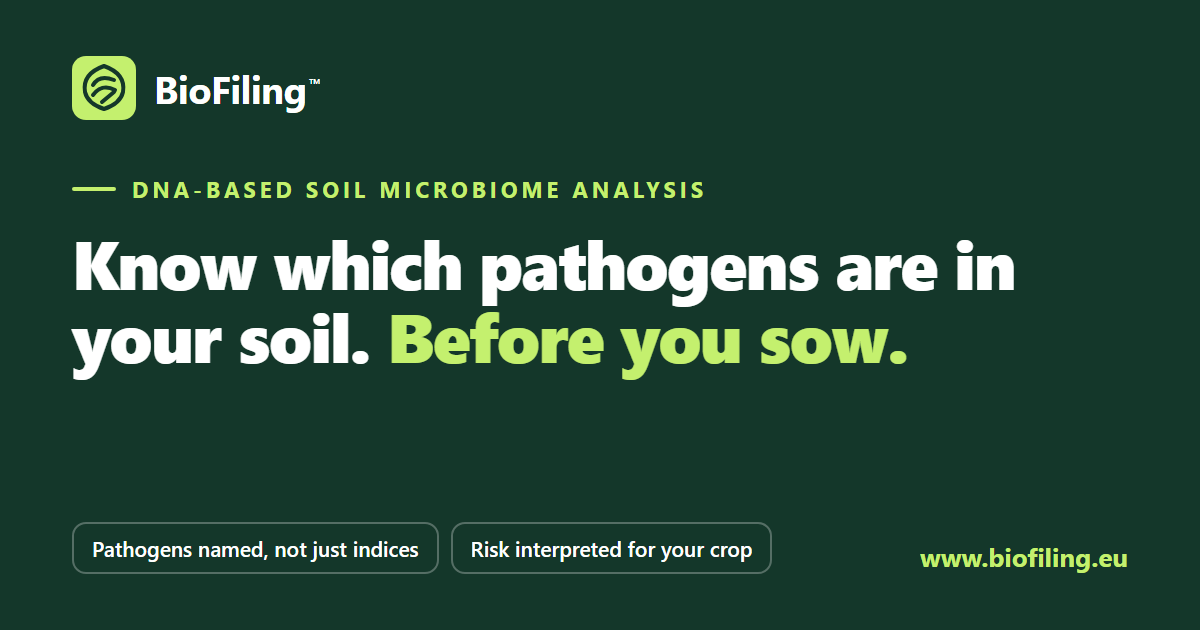 BioFiling™
DNA-BASED SOIL MICROBIOME ANALYSIS
Know which pathogens are in
your soil. Before you sow.
Pathogens named, not just indices
Risk interpreted for your crop
www.biofiling.eu